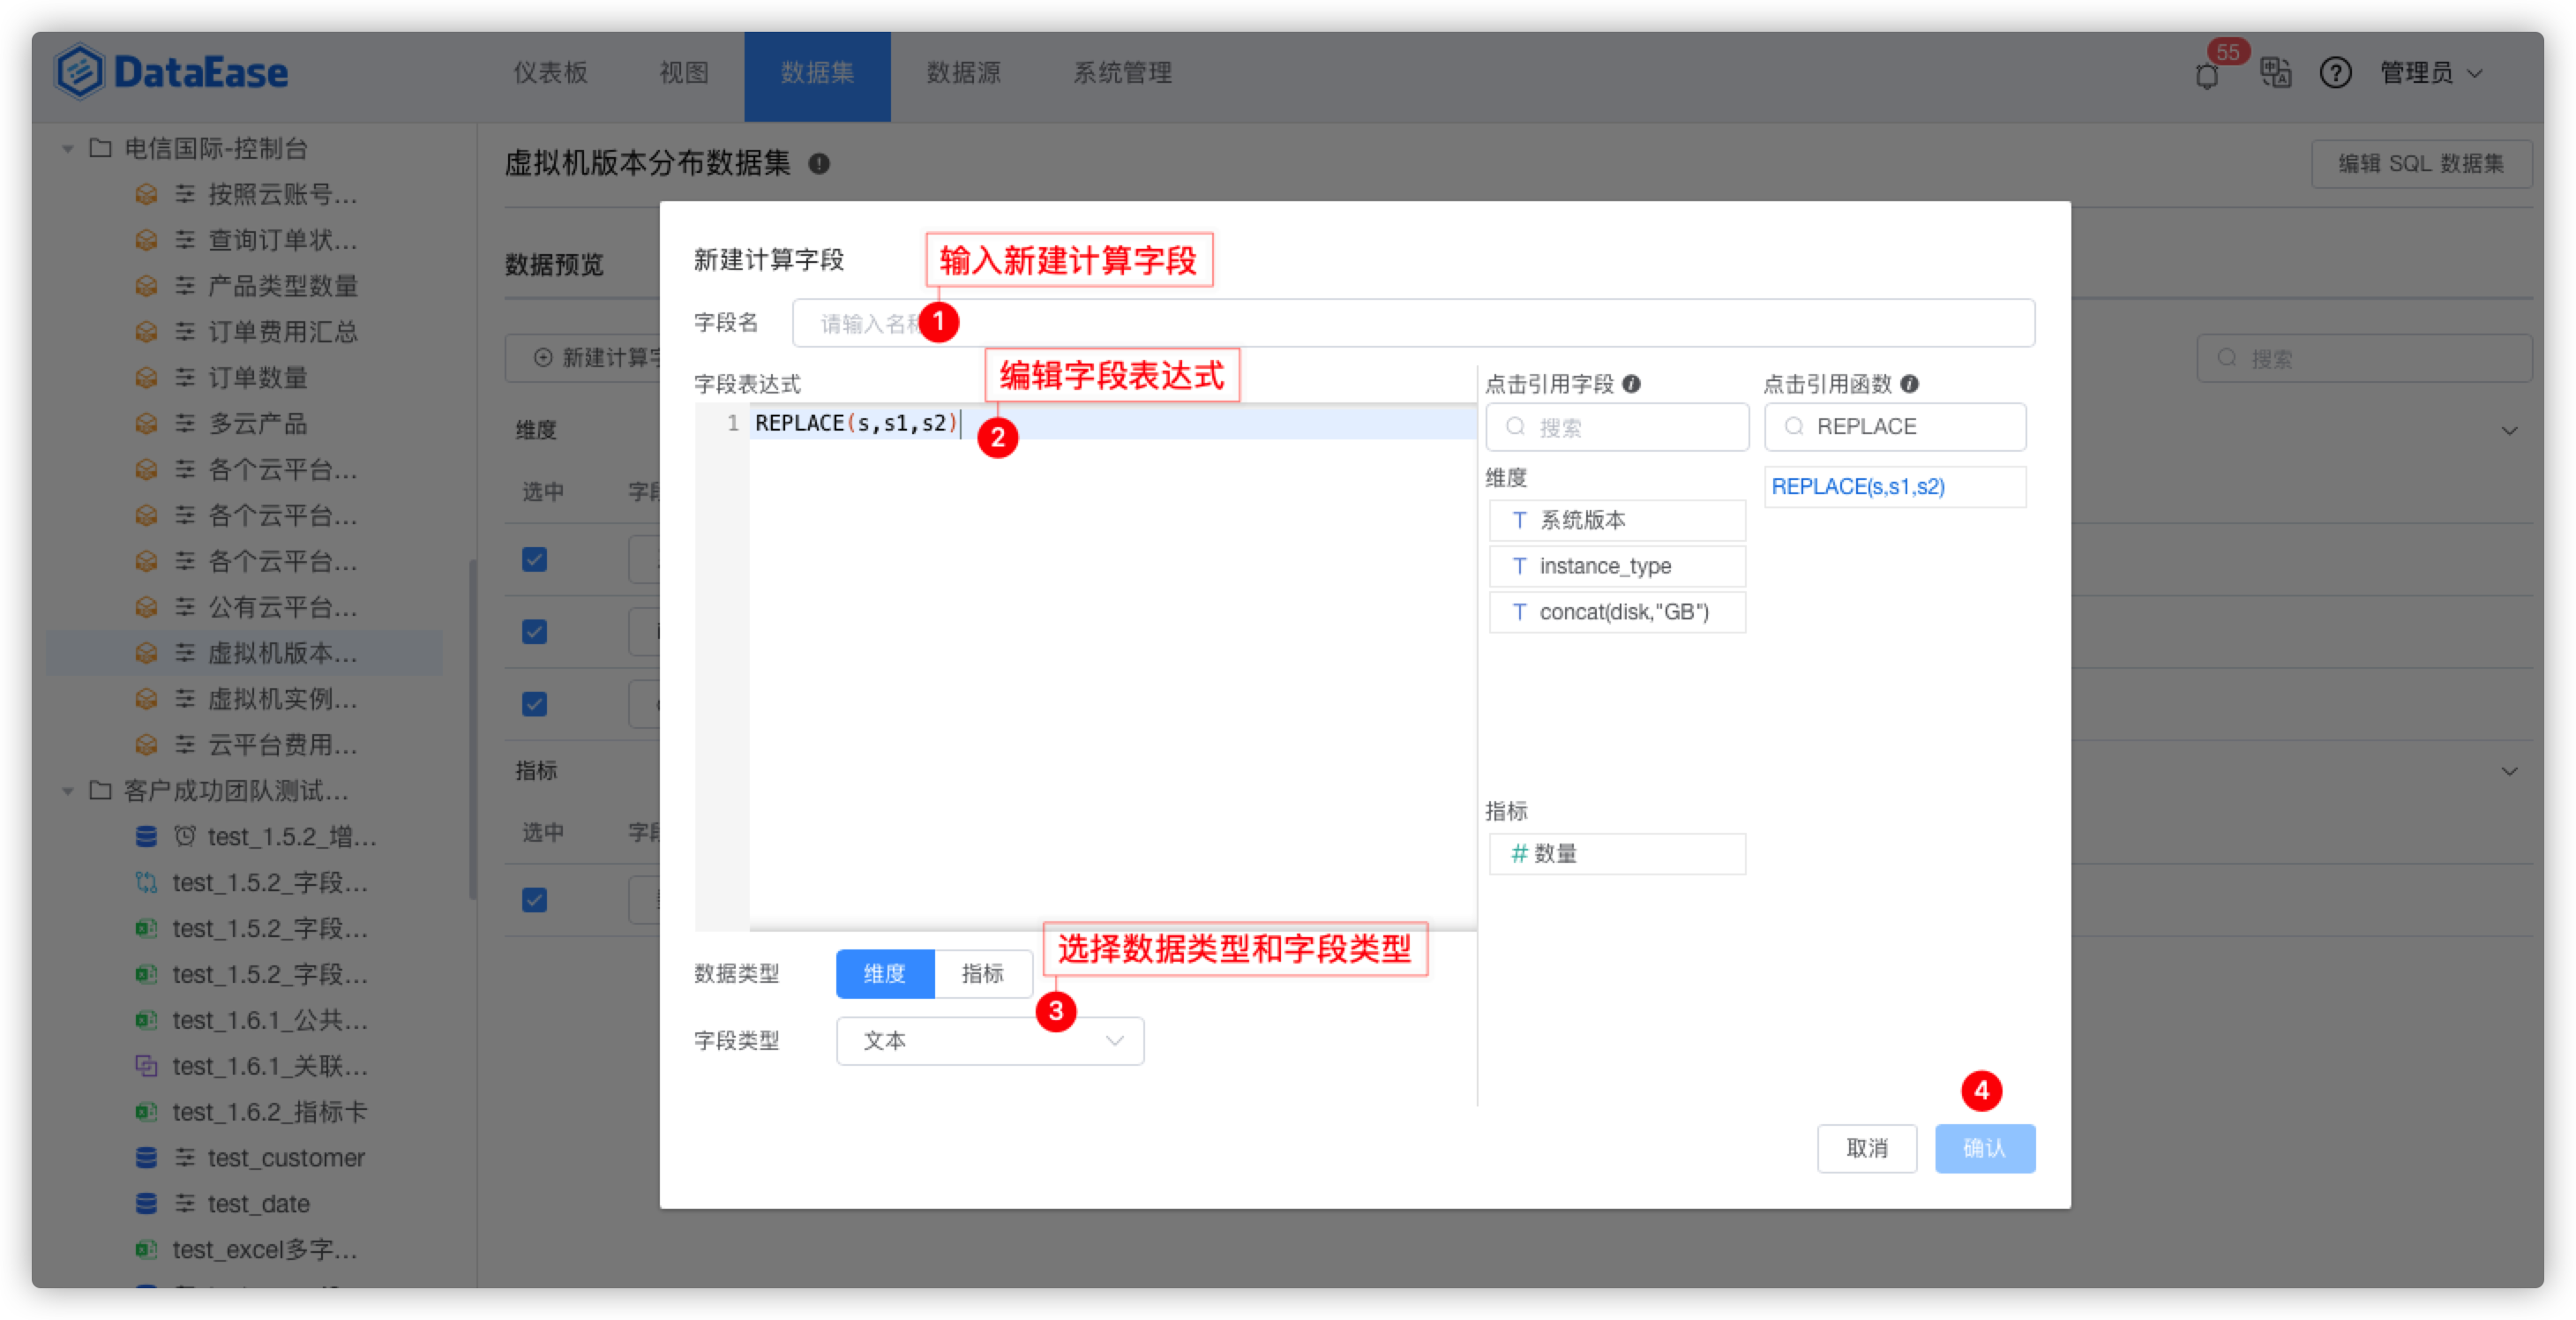 DataEase
仪表板
视图
数据集
数据源
系统管理
55
管理员
电信国际-控制台
按照云账号...
查询订单状...
产品类型数量
订单费用汇总
订单数量
多云产品
各个云平台...
各个云平台...
各个云平台...
公有云平台...
虚拟机版本...
虚拟机实例...
云平台费用...
客户成功团队测试...
test_1.5.2_增...
test_1.5.2_字段...
test_1.5.2_字段...
test_1.5.2_字段...
test_1.6.1_公共...
test_1.6.1_关联...
test_1.6.2_指标卡
test_customer
test_date
test_excel多字...
虚拟机版本分布数据集
编辑 SQL 数据集
数据预览
新建计算字
搜索
维度
选中
字段
指标
选中
字段
新建计算字段
输入新建计算字段
字段名
请输入名称
1
字段表达式
编辑字段表达式
1
REPLACE(s,s1,s2)
2
点击引用字段
搜索
维度
T 系统版本
T instance_type
T concat(disk,"GB")
指标
# 数量
点击引用函数
REPLACE
REPLACE(s,s1,s2)
选择数据类型和字段类型
数据类型
维度
指标
3
字段类型
文本
4
取消
确认